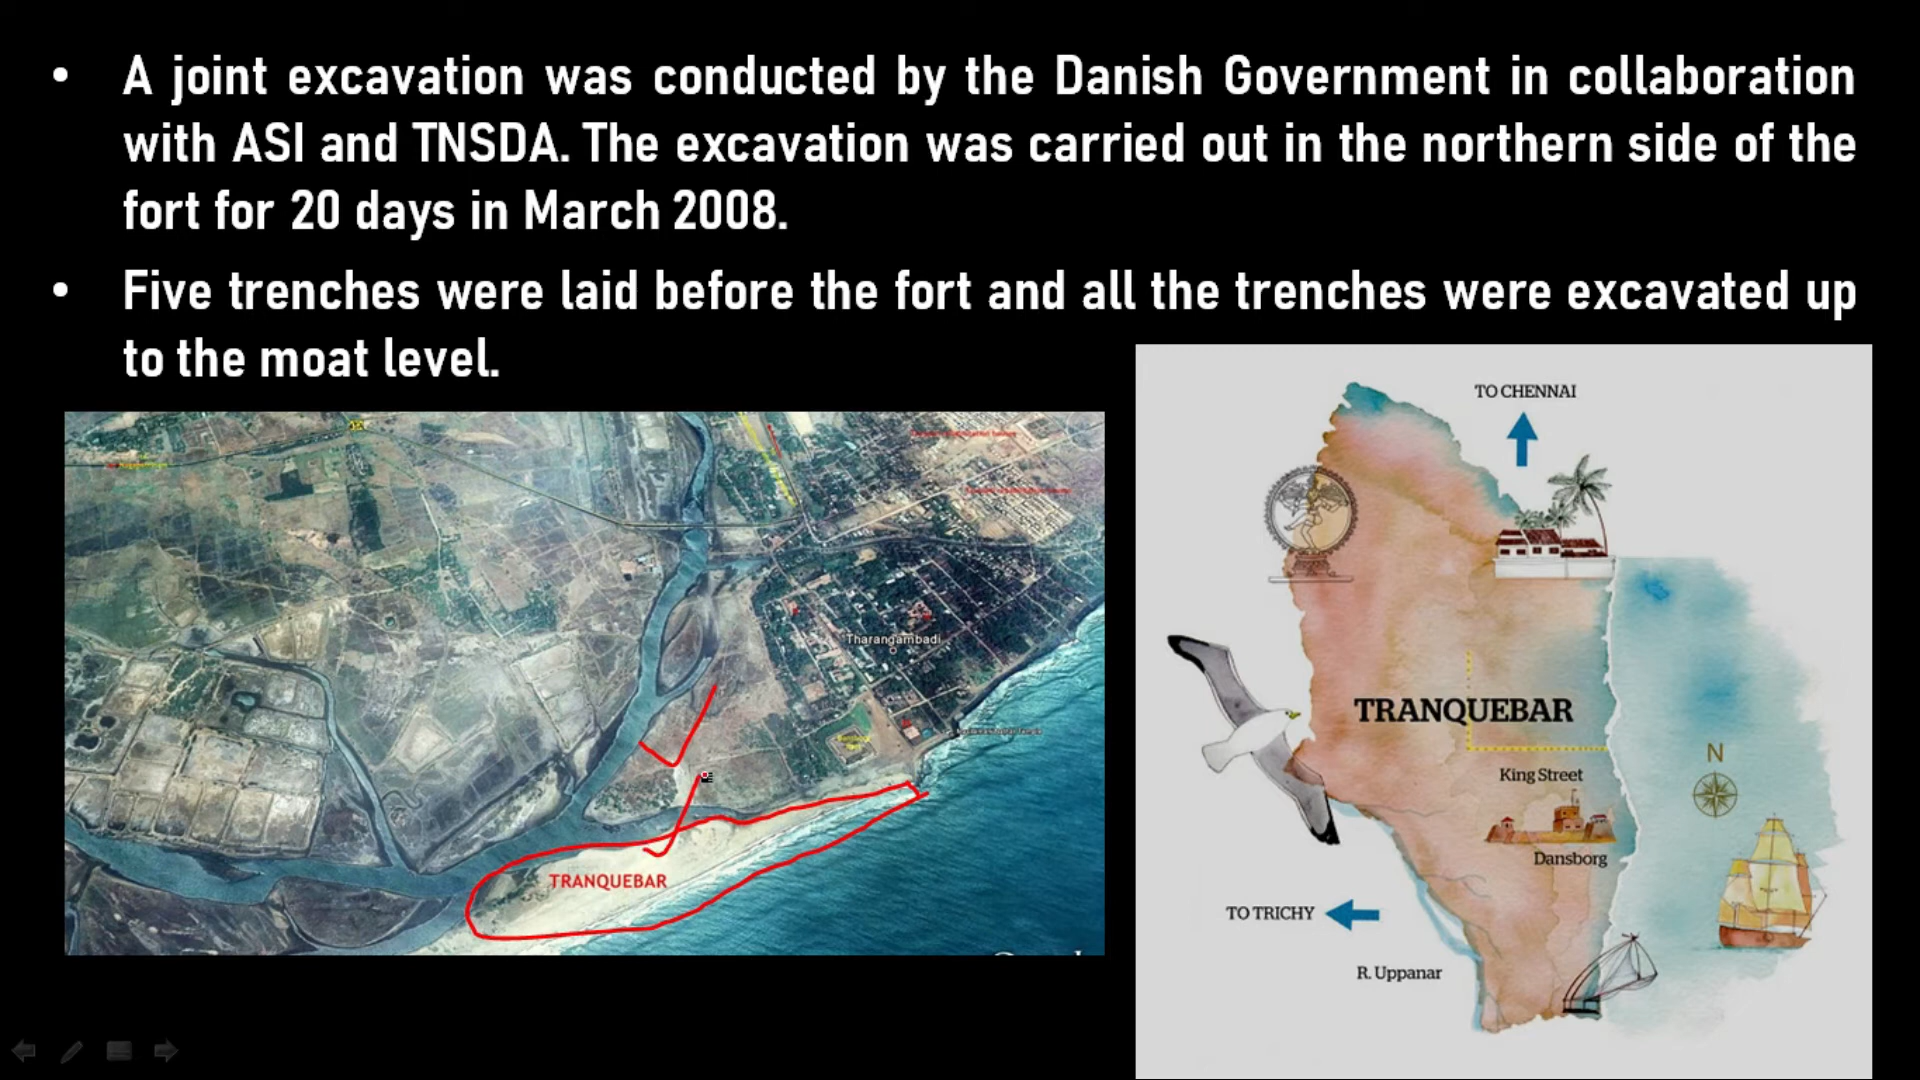 • A joint excavation was conducted by the Danish Government in collaboration
with ASI and TNSDA. The excavation was carried out in the northern side of the
fort for 20 days in March 2008.
• Five trenches were laid before the fort and all the trenches were excavated up
to the moat level.
Tharangambadi
TRANQUEBAR
TO CHENNAI
TRANQUEBAR
King Street
N
Dansborg
TO TRICHY
R. Uppanar